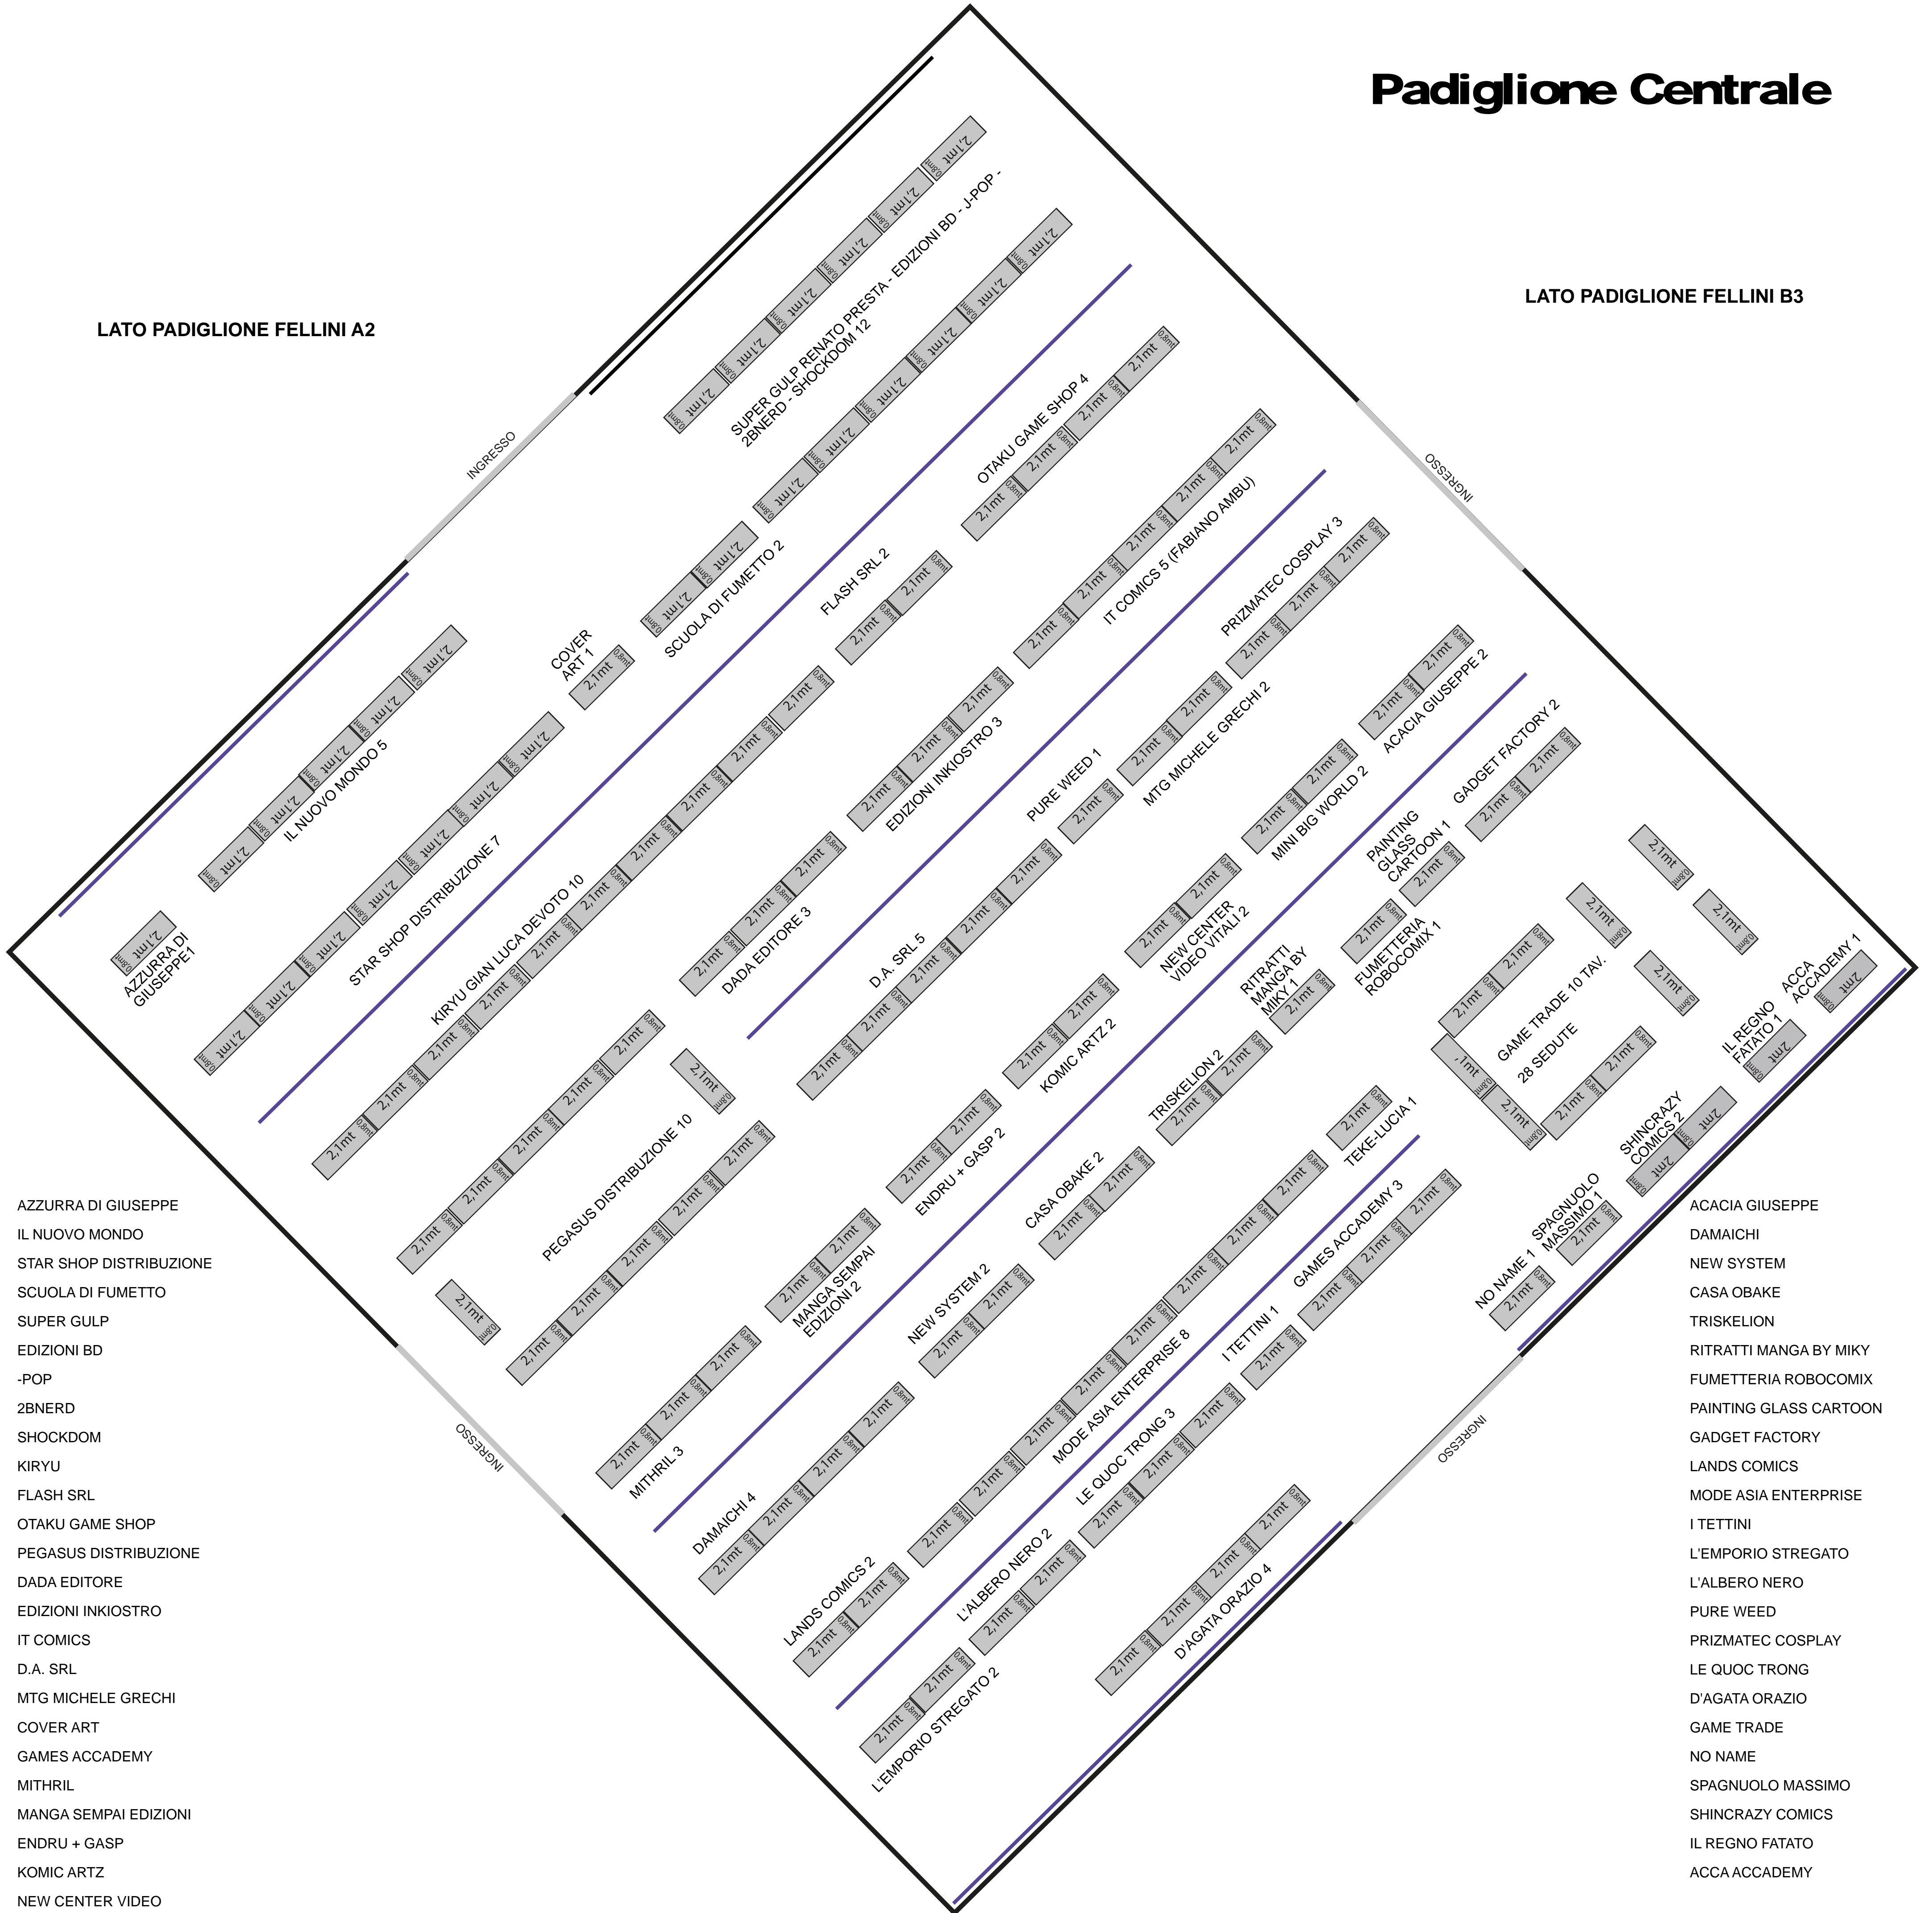 Padiglione Centrale
LATO PADIGLIONE FELLINI A2
LATO PADIGLIONE FELLINI B3
INGRESSO
INGRESSO
INGRESSO
INGRESSO
SUPER GULP RENATO PRESTA - EDIZIONI BD - J-POP -
2BNERD - SHOCKDOM 12
OTAKU GAME SHOP 4
IT COMICS 5 (FABIANO AMBU)
FLASH SRL 2
SCUOLA DI FUMETTO 2
COVER
ART 1
IL NUOVO MONDO 5
AZZURRA DI
GIUSEPPE1
STAR SHOP DISTRIBUZIONE 7
KIRYU GIAN LUCA DEVOTO 10
EDIZIONI INKIOSTRO 3
DADA EDITORE 3
PEGASUS DISTRIBUZIONE 10
PRIZMATEC COSPLAY 3
MTG MICHELE GRECHI 2
PURE WEED 1
D.A. SRL 5
ACACIA GIUSEPPE 2
MINI BIG WORLD 2
NEW CENTER
VIDEO VITALI 2
KOMIC ARTZ 2
ENDRU + GASP 2
MANGA SEMPAI
EDIZIONI 2
MITHRIL 3
GADGET FACTORY 2
PAINTING
GLASS
CARTOON 1
FUMETTERIA
ROBOCOMIX 1
RITRATTI
MANGA BY
MIKY 1
TRISKELION 2
CASA OBAKE 2
NEW SYSTEM 2
DAMAICHI 4
TEKE-LUCIA 1
MODE ASIA ENTERPRISE 8
LANDS COMICS 2
GAMES ACCADEMY 3
I TETTINI 1
LE QUOC TRONG 3
L'ALBERO NERO 2
L'EMPORIO STREGATO 2
D'AGATA ORAZIO 4
GAME TRADE 10 TAV.
28 SEDUTE
ACCA
ACCADEMY 1
IL REGNO
FATATO 1
SHINCRAZY
COMICS 2
SPAGNUOLO
MASSIMO 1
NO NAME 1
2,1mt
0,8mt
2mt
AZZURRA DI GIUSEPPE
IL NUOVO MONDO
STAR SHOP DISTRIBUZIONE
SCUOLA DI FUMETTO
SUPER GULP
EDIZIONI BD
-POP
2BNERD
SHOCKDOM
KIRYU
FLASH SRL
OTAKU GAME SHOP
PEGASUS DISTRIBUZIONE
DADA EDITORE
EDIZIONI INKIOSTRO
IT COMICS
D.A. SRL
MTG MICHELE GRECHI
COVER ART
GAMES ACCADEMY
MITHRIL
MANGA SEMPAI EDIZIONI
ENDRU + GASP
KOMIC ARTZ
NEW CENTER VIDEO
ACACIA GIUSEPPE
DAMAICHI
NEW SYSTEM
CASA OBAKE
TRISKELION
RITRATTI MANGA BY MIKY
FUMETTERIA ROBOCOMIX
PAINTING GLASS CARTOON
GADGET FACTORY
LANDS COMICS
MODE ASIA ENTERPRISE
I TETTINI
L'EMPORIO STREGATO
L'ALBERO NERO
PURE WEED
PRIZMATEC COSPLAY
LE QUOC TRONG
D'AGATA ORAZIO
GAME TRADE
NO NAME
SPAGNUOLO MASSIMO
SHINCRAZY COMICS
IL REGNO FATATO
ACCA ACCADEMY